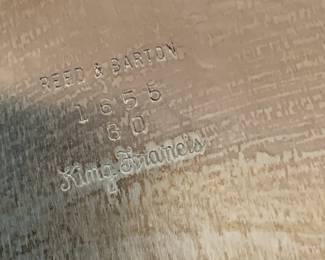 REED & BARTON
1655
60
King Francis